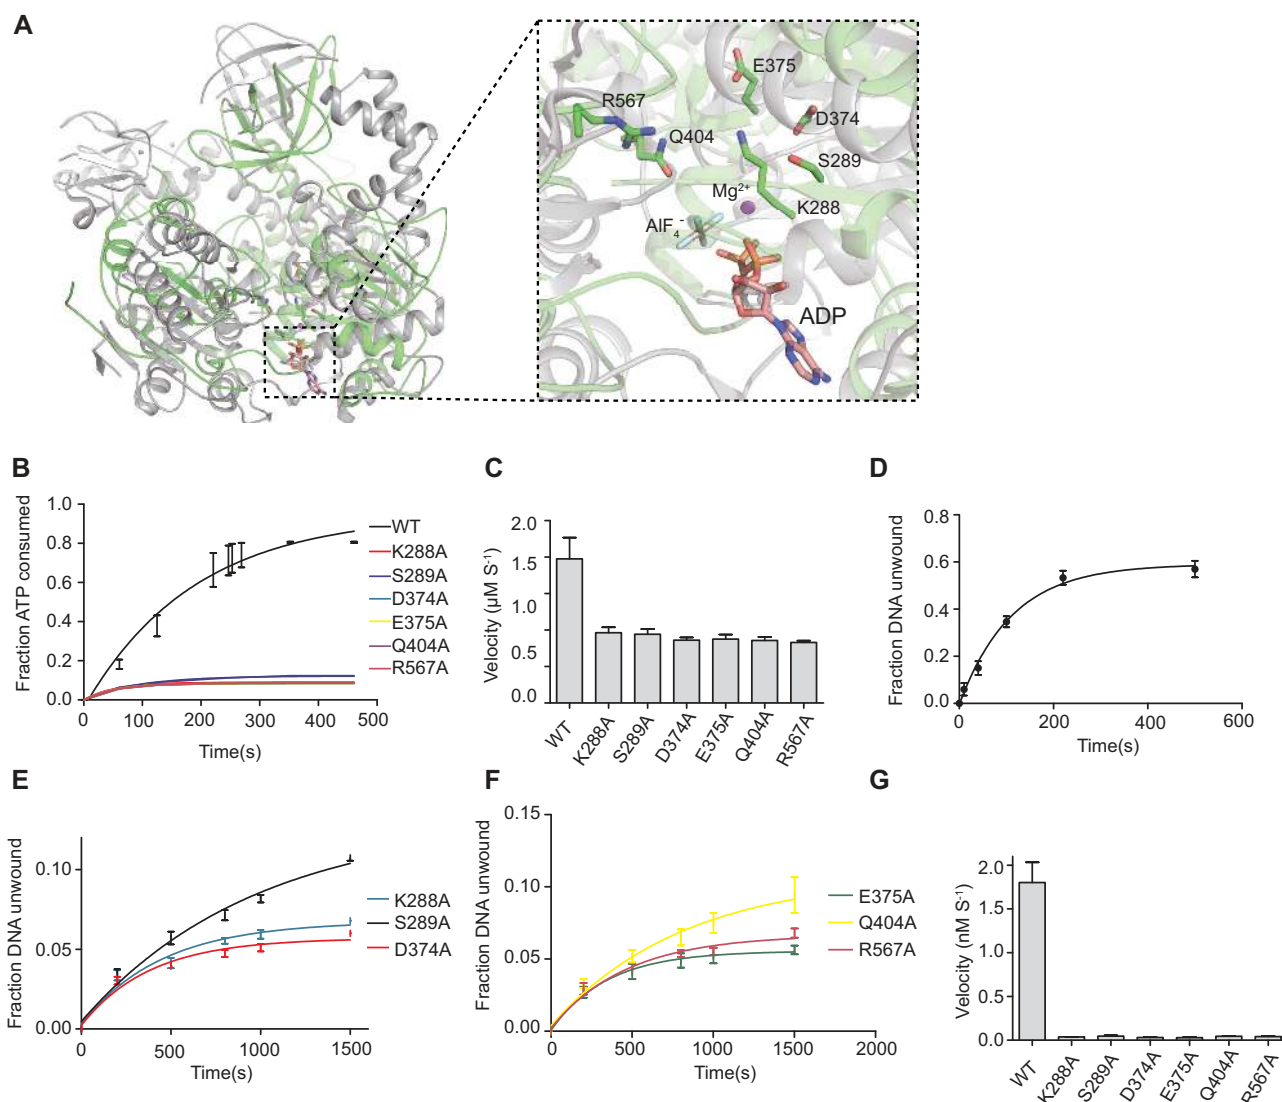 A
E375
R567
D374
Q404
S289
Mg2+
K288
AlF4-
ADP
B
C
D
Fraction ATP consumed
1.0
0.8
0.6
0.4
0.2
0.0
0 100 200 300 400 500
Time(s)
WT
K288A
S289A
D374A
E375A
Q404A
R567A
Velocity (μM S-1)
2.0
1.5
1.0
0.5
0.0
WT K288A S289A D374A E375A Q404A R567A
Fraction DNA unwound
0.8
0.6
0.4
0.2
0.0
0 200 400 600
Time(s)
E
F
G
Fraction DNA unwound
0.10
0.05
0.00
0 500 1000 1500
Time(s)
K288A
S289A
D374A
Fraction DNA unwound
0.15
0.10
0.05
0.00
0 500 1000 1500 2000
Time(s)
E375A
Q404A
R567A
Velocity (nM S-1)
2.0
1.5
1.0
0.5
0.0
WT K288A S289A D374A E375A Q404A R567A